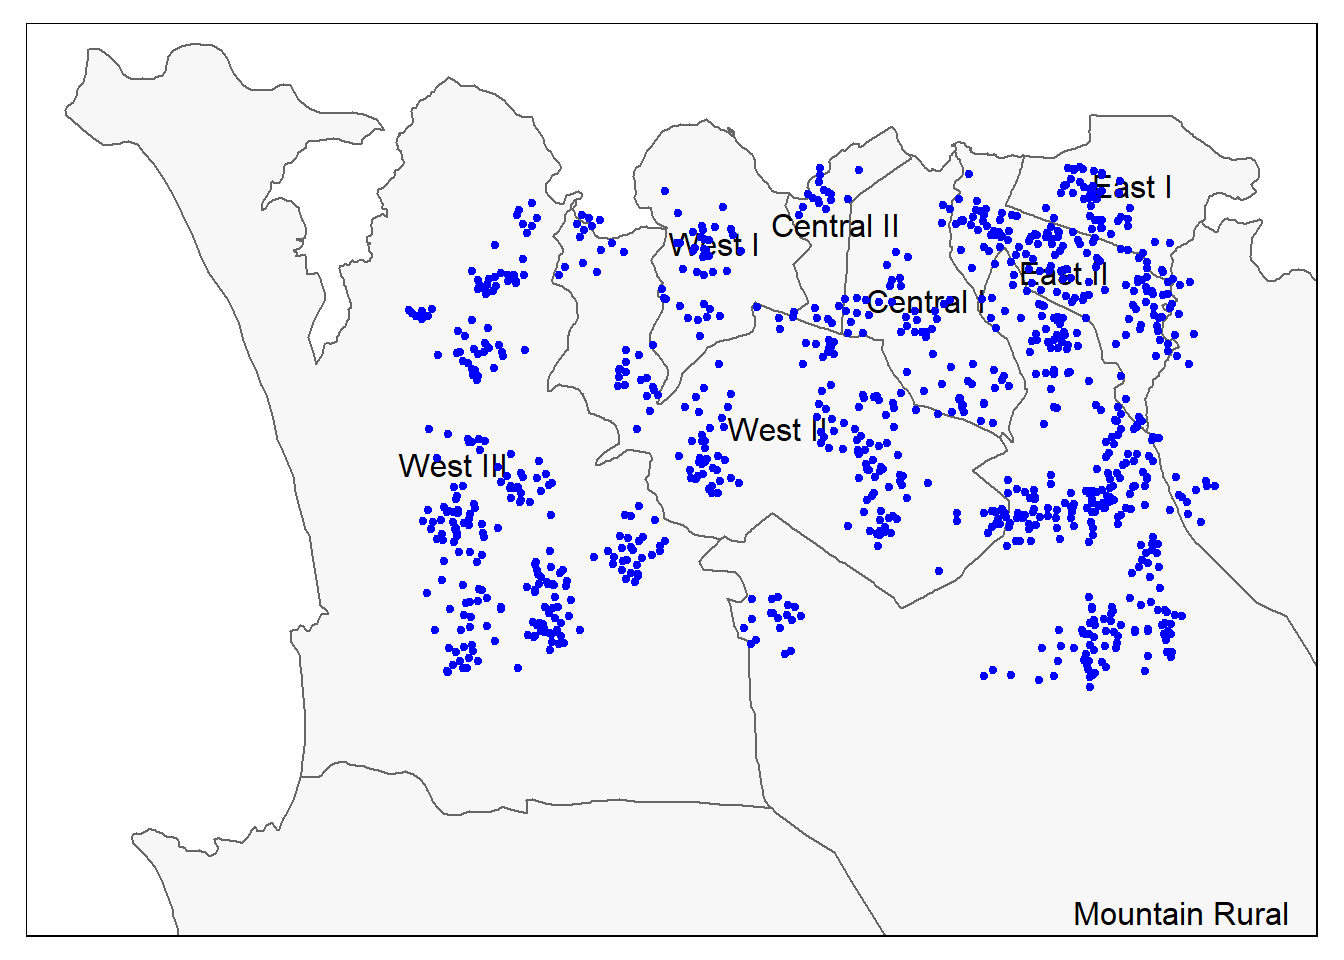 East I
Central II
West I
East II
Central I
West II
West III
Mountain Rural